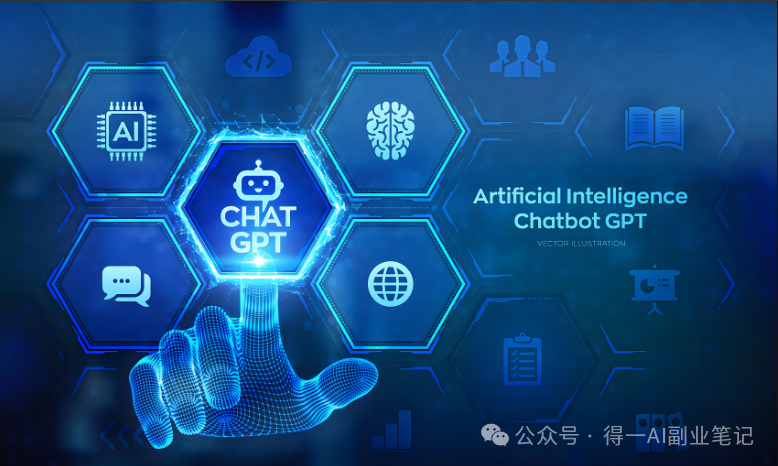 AI
CHAT
GPT
Artificial Intelligence
Chatbot GPT
VECTOR ILLUSTRATION
公众号 · 得一AI副业笔记